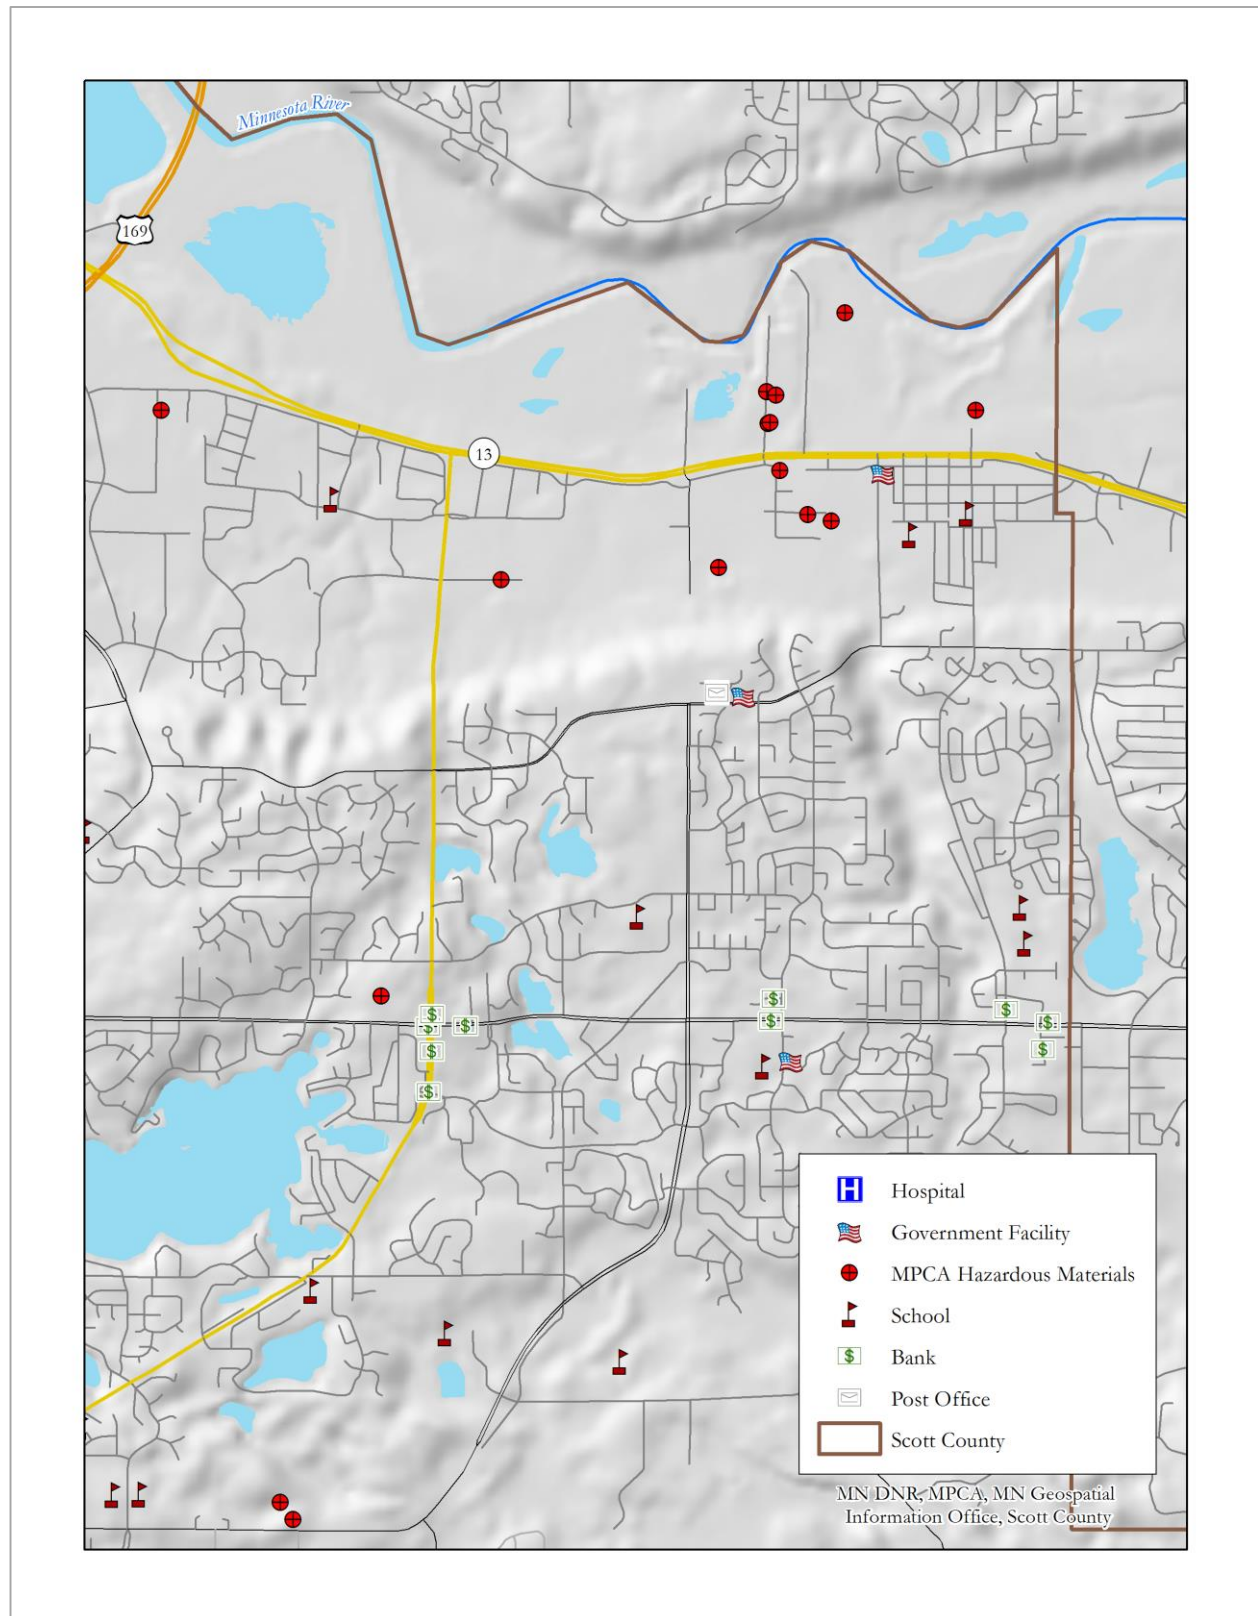 Minnesota River
169
13
H Hospital
Government Facility
MPCA Hazardous Materials
School
$ Bank
Post Office
Scott County
MN DNR, MPCA, MN Geospatial
Information Office, Scott County